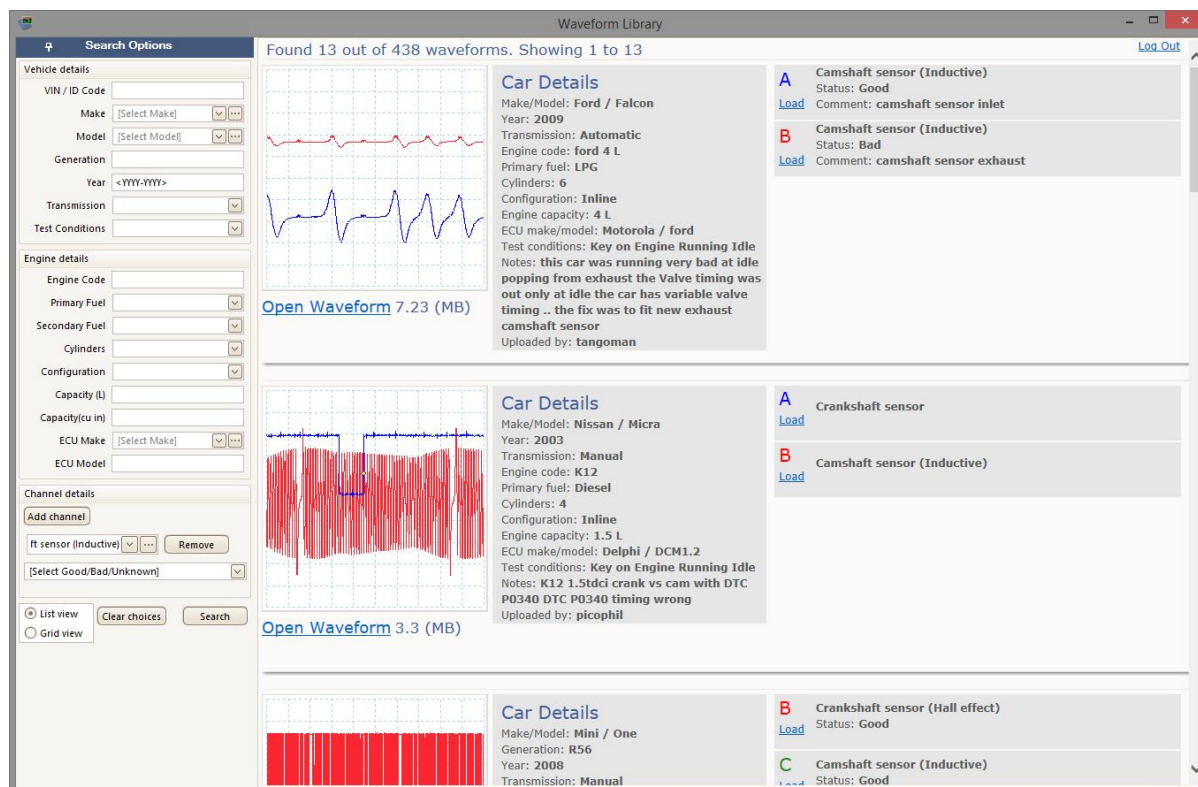 Waveform Library
Search Options
Vehicle details
VIN / ID Code
Make [Select Make]
Model [Select Model]
Generation
Year <YYYY-YYYY>
Transmission
Test Conditions
Engine details
Engine Code
Primary Fuel
Secondary Fuel
Cylinders
Configuration
Capacity (L)
Capacity(cu in)
ECU Make [Select Make]
ECU Model
Channel details
Add channel
ft sensor (Inductive) ... Remove
[Select Good/Bad/Unknown]
List view
Grid view
Clear choices
Search
Found 13 out of 438 waveforms. Showing 1 to 13
Log Out
Open Waveform 7.23 (MB)
Car Details
Make/Model: Ford / Falcon
Year: 2009
Transmission: Automatic
Engine code: ford 4 L
Primary fuel: LPG
Cylinders: 6
Configuration: Inline
Engine capacity: 4 L
ECU make/model: Motorola / ford
Test conditions: Key on Engine Running Idle
Notes: this car was running very bad at idle
popping from exhaust the Valve timing was
out only at idle the car has variable valve
timing .. the fix was to fit new exhaust
camshaft sensor
Uploaded by: tangoman
A
Load
Camshaft sensor (Inductive)
Status: Good
Comment: camshaft sensor inlet
B
Load
Camshaft sensor (Inductive)
Status: Bad
Comment: camshaft sensor exhaust
Open Waveform 3.3 (MB)
Car Details
Make/Model: Nissan / Micra
Year: 2003
Transmission: Manual
Engine code: K12
Primary fuel: Diesel
Cylinders: 4
Configuration: Inline
Engine capacity: 1.5 L
ECU make/model: Delphi / DCM1.2
Test conditions: Key on Engine Running Idle
Notes: K12 1.5tdci crank vs cam with DTC
P0340 DTC P0340 timing wrong
Uploaded by: picophil
A
Load
Crankshaft sensor
B
Load
Camshaft sensor (Inductive)
Car Details
Make/Model: Mini / One
Generation: R56
Year: 2008
Transmission: Manual
B
Load
Crankshaft sensor (Hall effect)
Status: Good
C
Load
Camshaft sensor (Inductive)
Status: Good